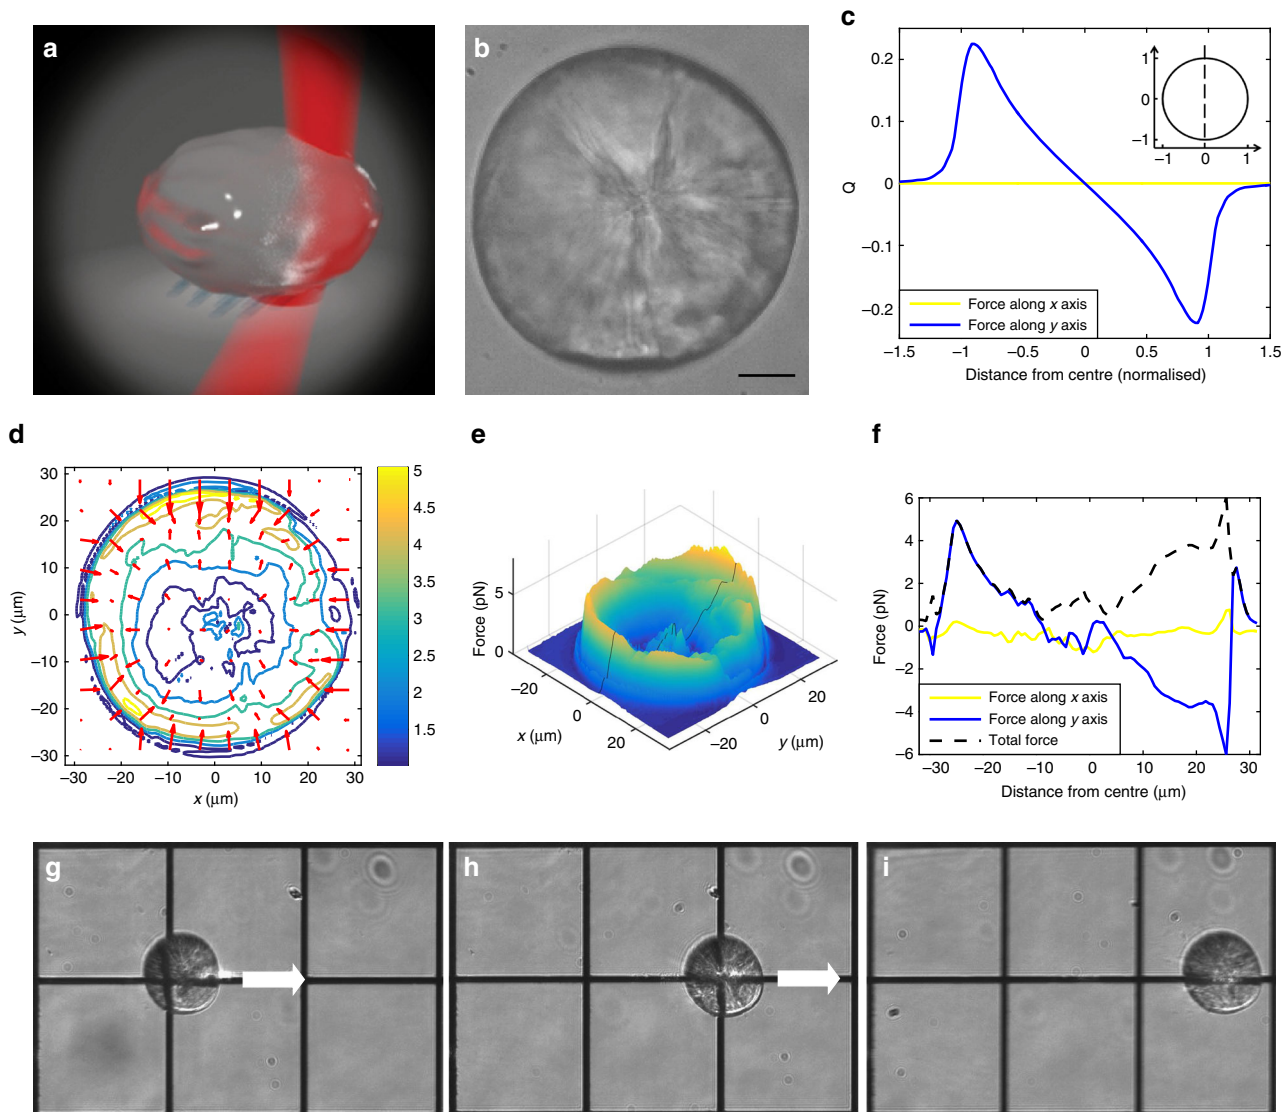 a
b
c
0.2
0.1
0
−0.1
−0.2
Q
1
0
−1
−1
0
1
Force along x axis
Force along y axis
−1.5
−1
−0.5
0
0.5
1
1.5
Distance from centre (normalised)
d
30
20
10
0
−10
−20
−30
y (μm)
−30
−20
−10
0
10
20
30
x (μm)
5
4.5
4
3.5
3
2.5
2
1.5
e
Force (pN)
5
0
−20
0
20
x (μm)
−20
0
20
y (μm)
f
6
4
2
0
−2
−4
−6
Force (pN)
Force along x axis
Force along y axis
Total force
−30
−20
−10
0
10
20
30
Distance from centre (μm)
g
h
i